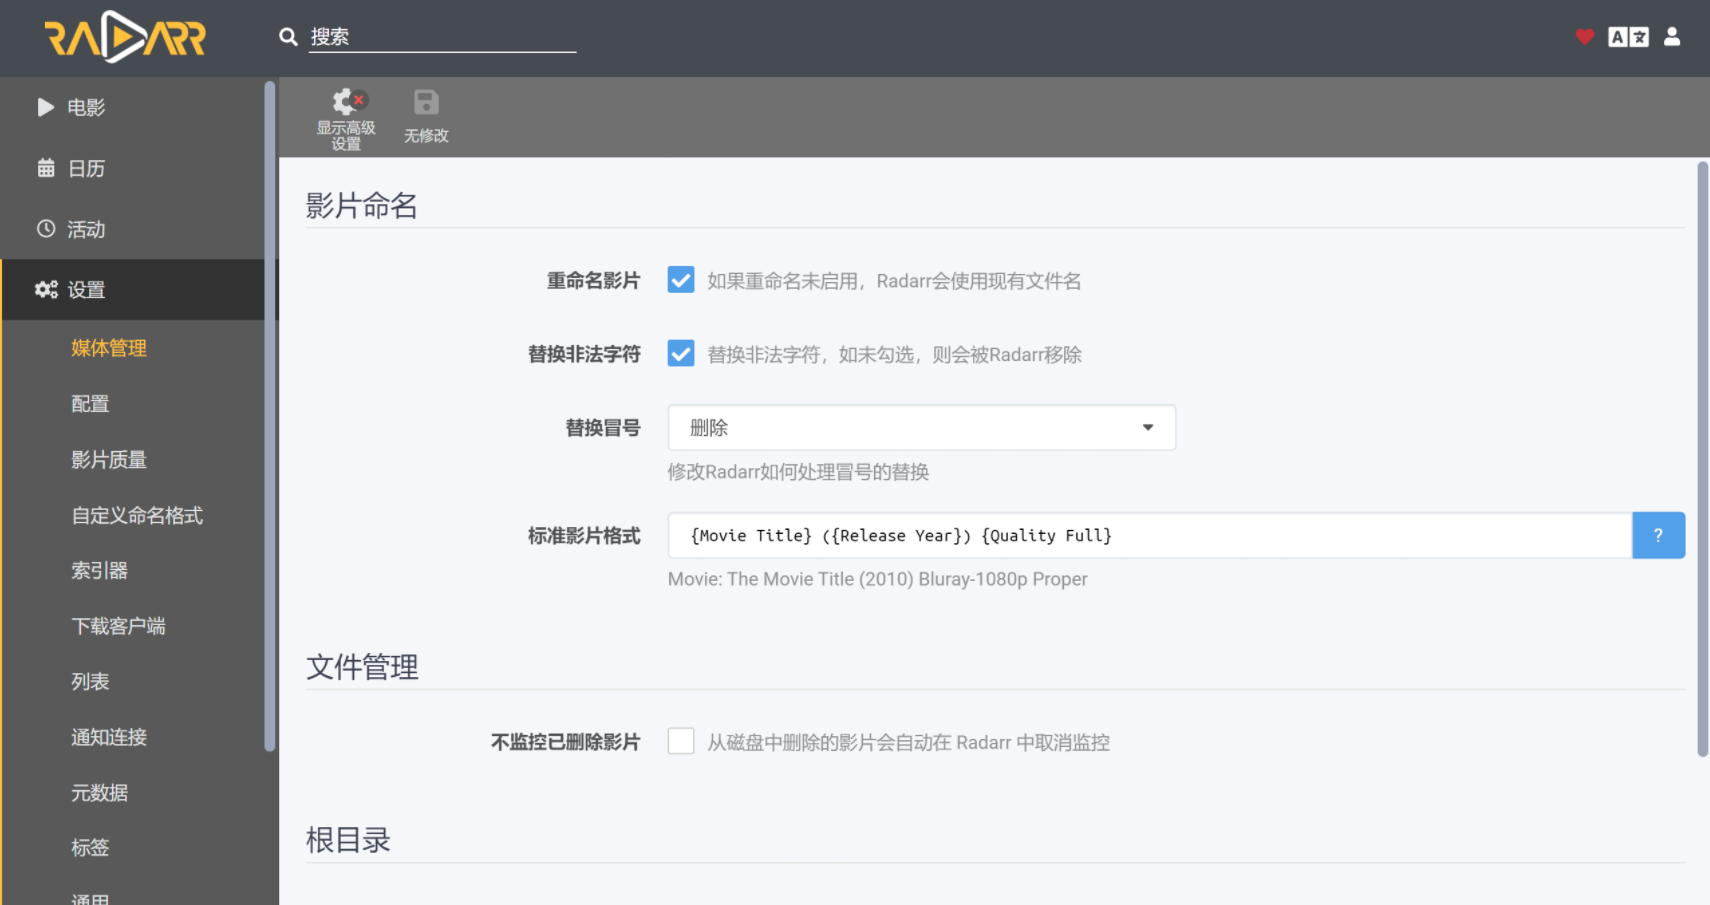 RADARR
搜索
电影
日历
活动
设置
媒体管理
配置
影片质量
自定义命名格式
索引器
下载客户端
列表
通知连接
元数据
标签
通用
显示高级
设置
无修改
影片命名
重命名影片
如果重命名未启用，Radarr会使用现有文件名
替换非法字符
替换非法字符，如未勾选，则会被Radarr移除
替换冒号
删除
修改Radarr如何处理冒号的替换
标准影片格式
{Movie Title} ({Release Year}) {Quality Full}
?
Movie: The Movie Title (2010) Bluray-1080p Proper
文件管理
不监控已删除影片
从磁盘中删除的影片会自动在 Radarr 中取消监控
根目录